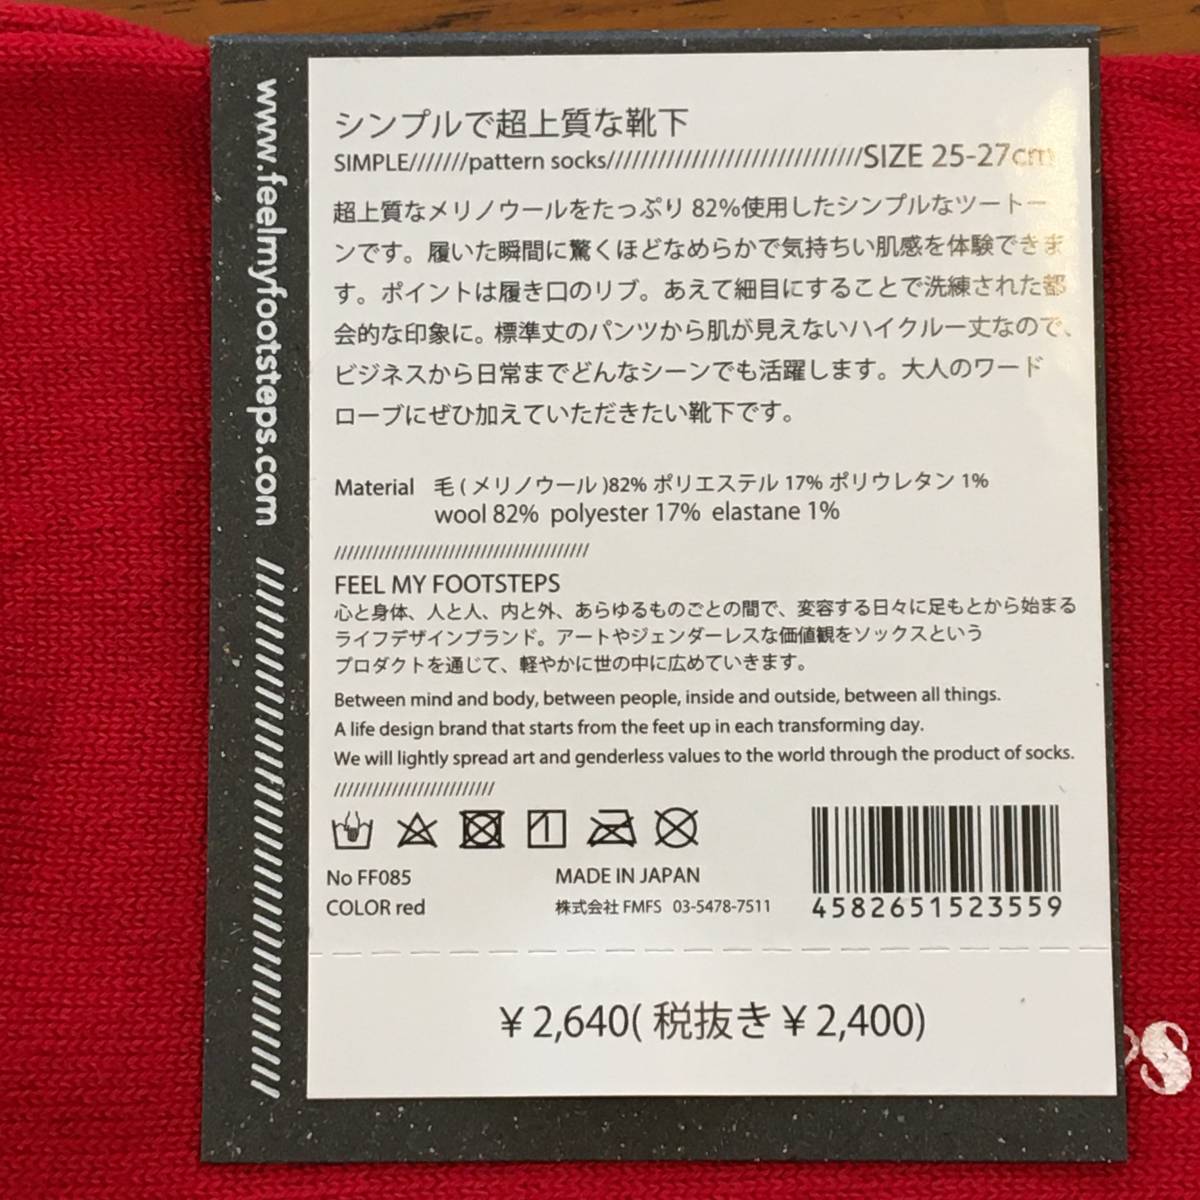 www.feelmyfootsteps.com ////////////////////////////////////////
シンプルで超上質な靴下
SIMPLE///////pattern socks//////////////////////////////SIZE 25-27cm
超上質なメリノウールをたっぷり 82%使用したシンプルなツートー
ンです。履いた瞬間に驚くほどなめらかで気持ちい肌感を体験できま
す。ポイントは履き口のリブ。あえて細目にすることで洗練された都
会的な印象に。標準丈のパンツから肌が見えないハイクルー丈なので、
ビジネスから日常までどんなシーンでも活躍します。大人のワード
ローブにぜひ加えていただきたい靴下です。
Material 毛 ( メリノウール )82% ポリエステル 17% ポリウレタン 1%
wool 82% polyester 17% elastane 1%
////////////////////////////////////////
FEEL MY FOOTSTEPS
心と身体、人と人、内と外、あらゆるものごとの間で、変容する日々に足もとから始まる
ライフデザインブランド。アートやジェンダーレスな価値観をソックスという
プロダクトを通じて、軽やかに世の中に広めていきます。
Between mind and body, between people, inside and outside, between all things.
A life design brand that starts from the feet up in each transforming day.
We will lightly spread art and genderless values to the world through the product of socks.
/////////////////////////
No FF085
COLOR red
MADE IN JAPAN
株式会社 FMFS 03-5478-7511
4582651523559
￥2,640( 税抜き ￥2,400)